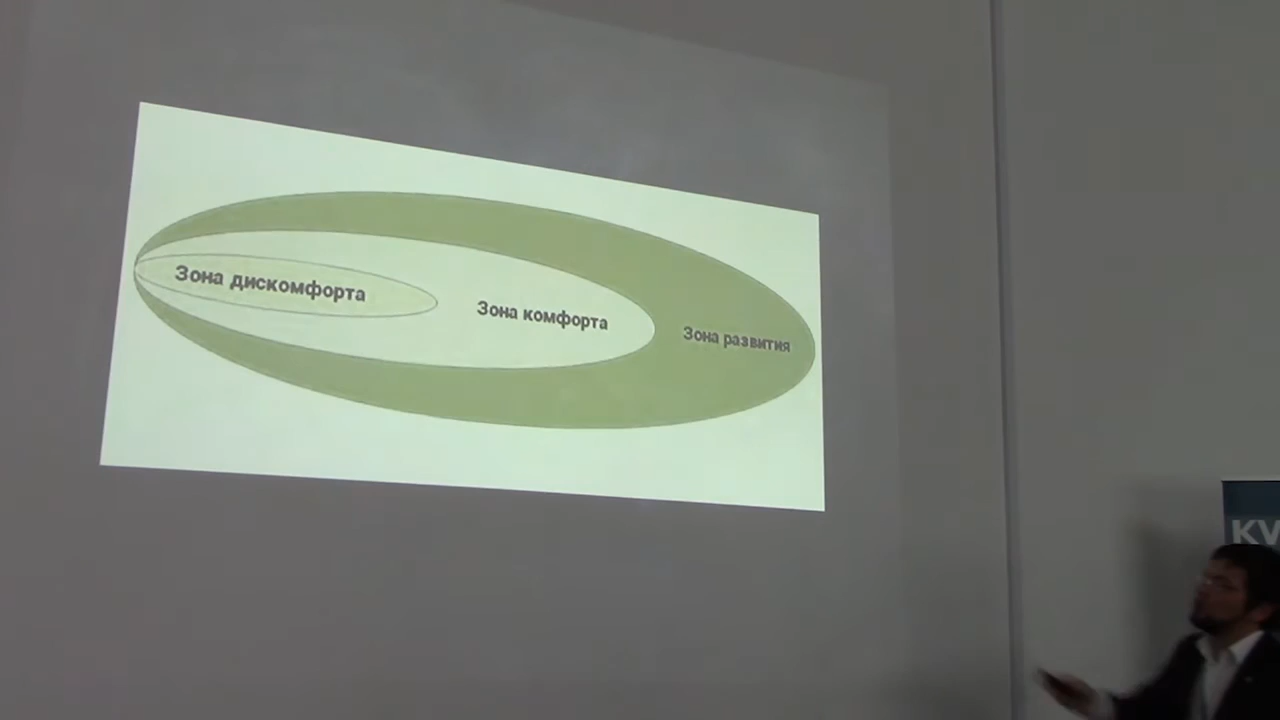 Зона дискомфорта
Зона комфорта
Зона развития
KV